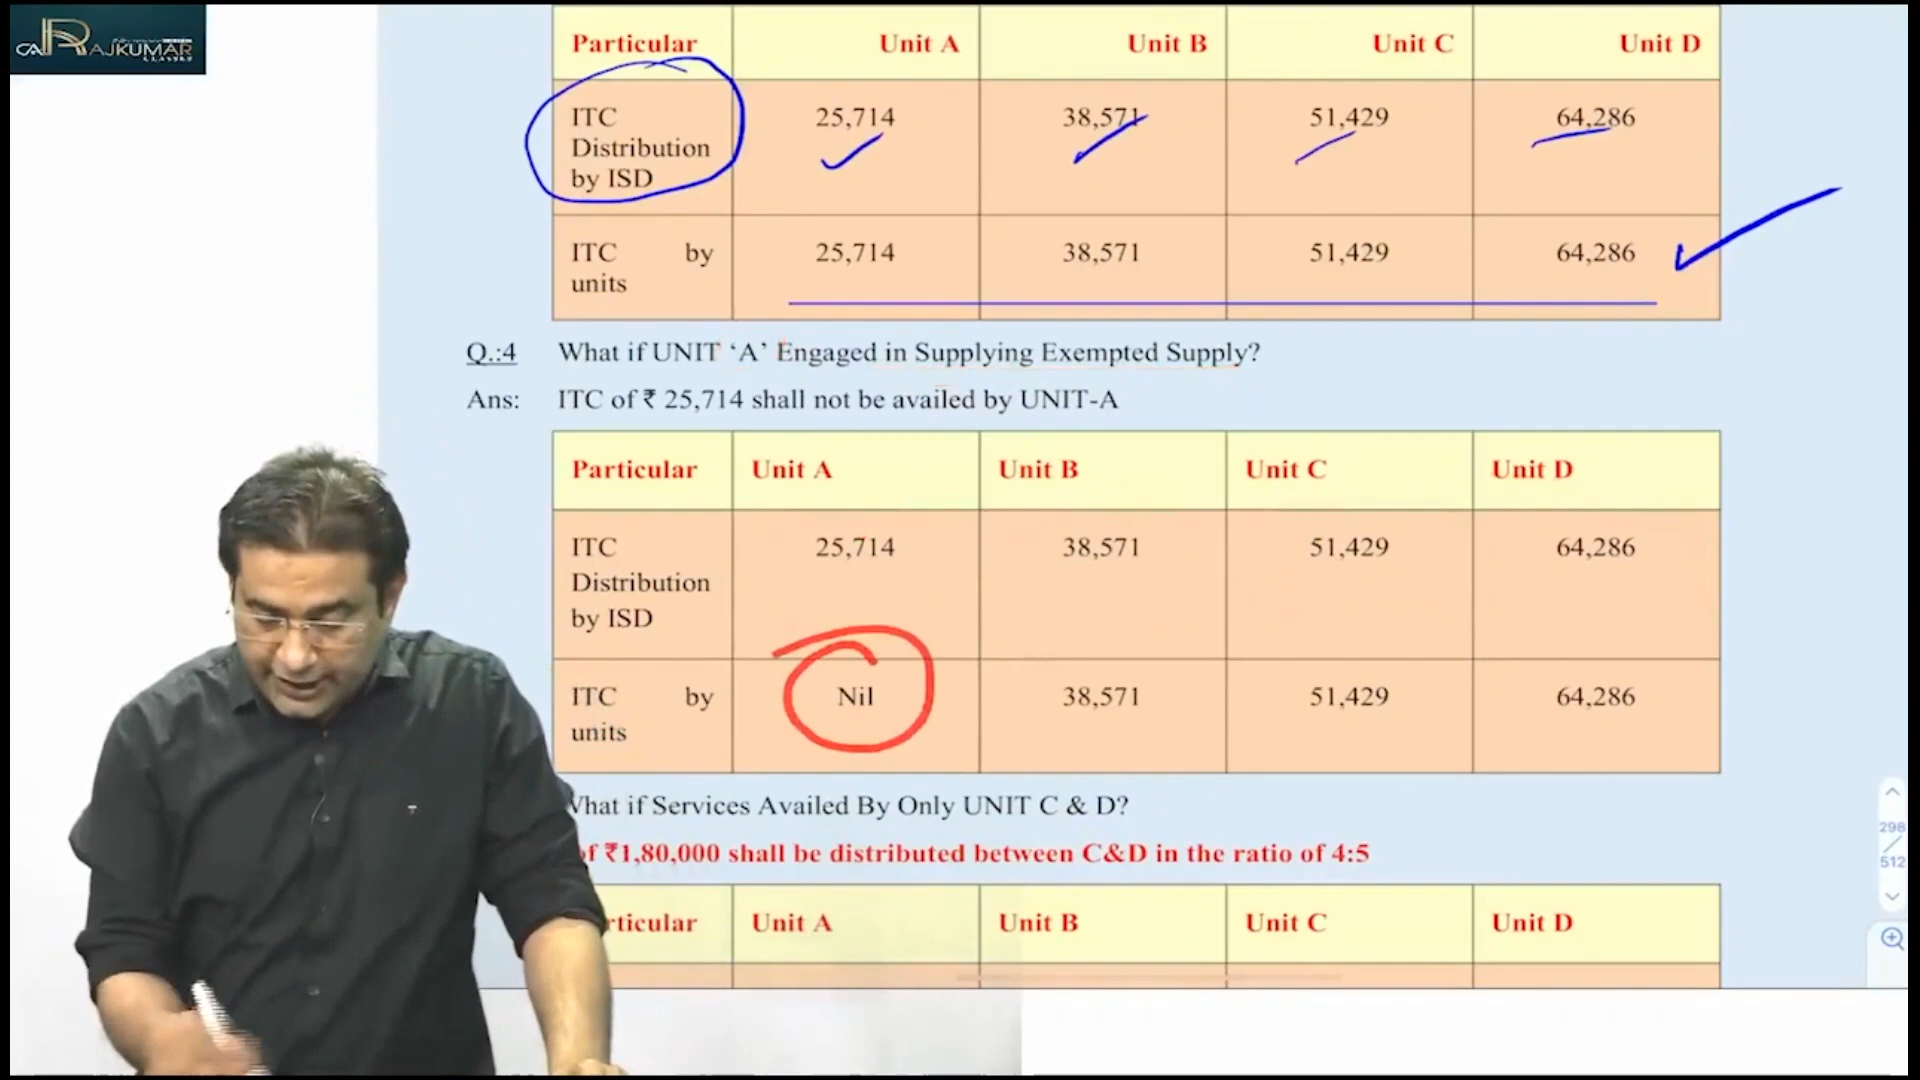 CA RAJKUMAR
CLASSES
Particular Unit A Unit B Unit C Unit D
ITC Distribution by ISD 25,714 38,571 51,429 64,286
ITC by units 25,714 38,571 51,429 64,286
Q.:4 What if UNIT ‘A’ Engaged in Supplying Exempted Supply?
Ans: ITC of ₹ 25,714 shall not be availed by UNIT-A
Particular Unit A Unit B Unit C Unit D
ITC Distribution by ISD 25,714 38,571 51,429 64,286
ITC by units Nil 38,571 51,429 64,286
What if Services Availed By Only UNIT C & D?
of ₹1,80,000 shall be distributed between C&D in the ratio of 4:5
rticular Unit A Unit B Unit C Unit D
298
512